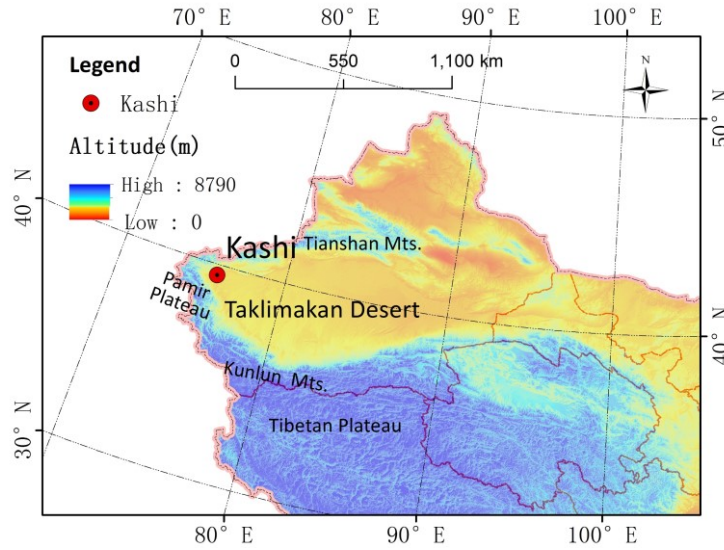 70° E
80° E
90° E
100° E
Legend
Kashi
Altitude(m)
High : 8790
Low : 0
0
550
1,100 km
N
50° N
40° N
40° N
30° N
Kashi
Tianshan Mts.
Pamir
Plateau
Taklimakan Desert
Kunlun Mts.
Tibetan Plateau
80° E
90° E
100° E